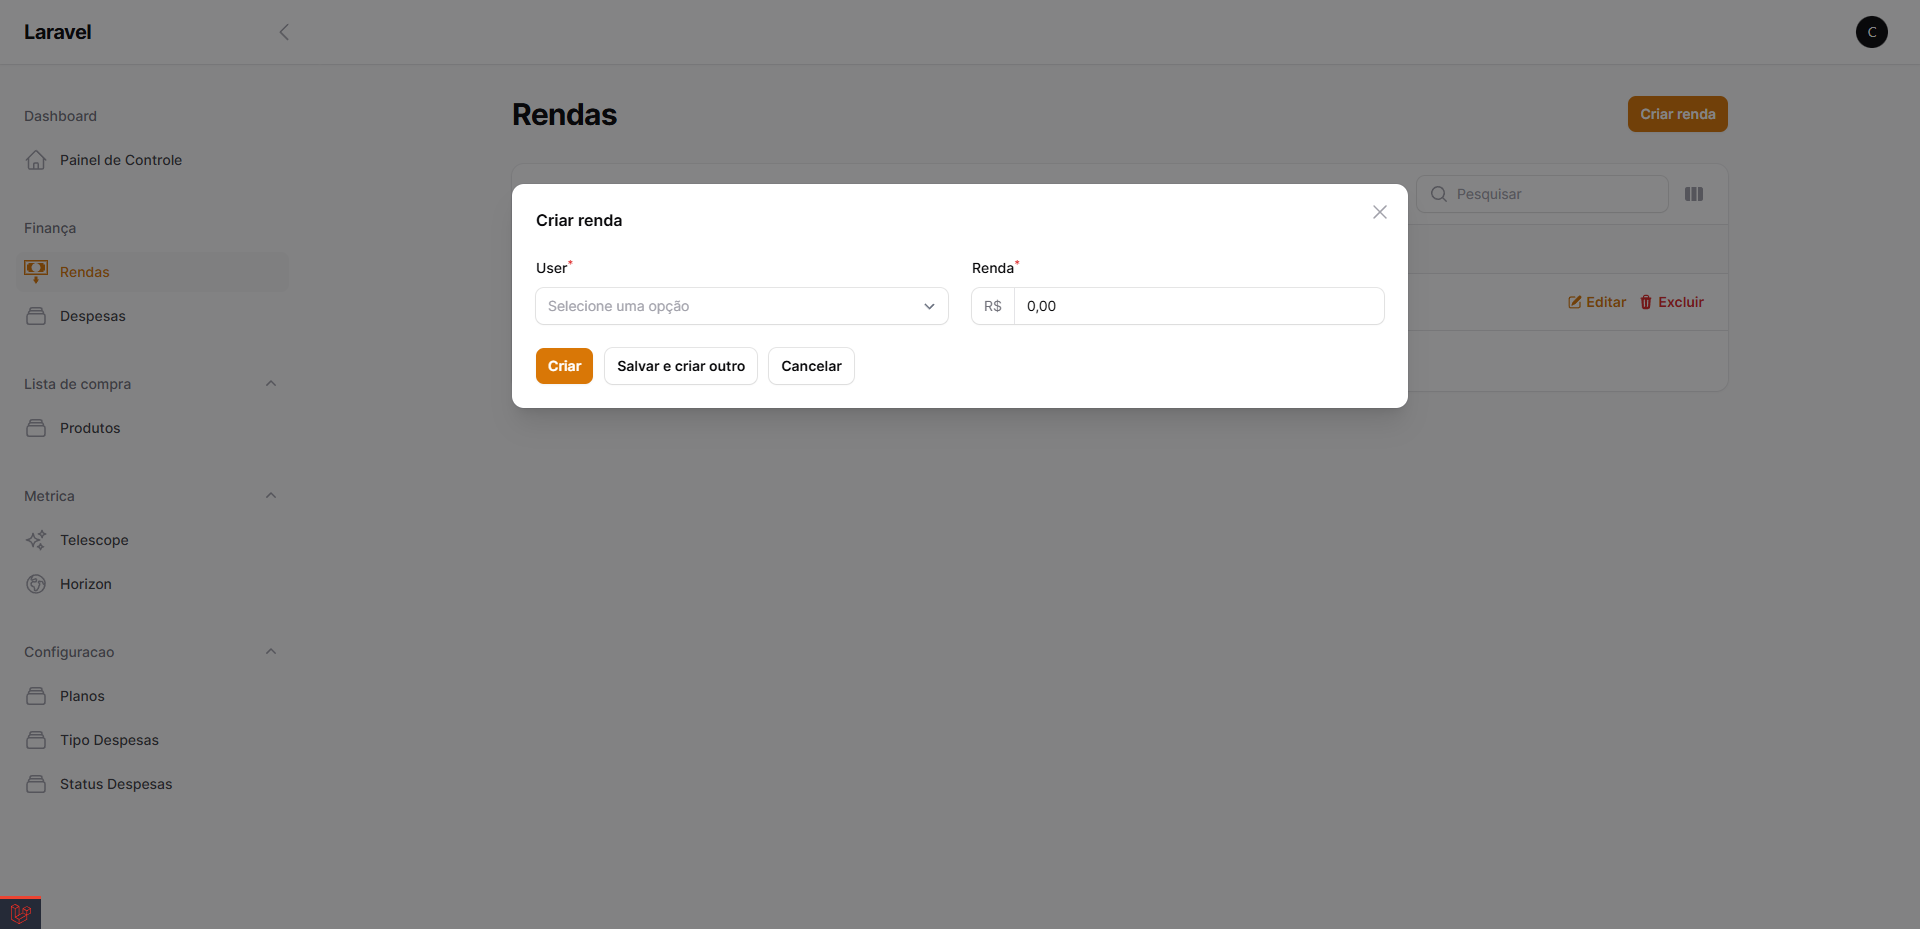 Laravel
C
Dashboard
Painel de Controle
Finança
Rendas
Despesas
Lista de compra
Produtos
Metrica
Telescope
Horizon
Configuracao
Planos
Tipo Despesas
Status Despesas
Rendas
Criar renda
Pesquisar
Editar Excluir
Criar renda
User* Renda*
Selecione uma opção R$ 0,00
Criar Salvar e criar outro Cancelar